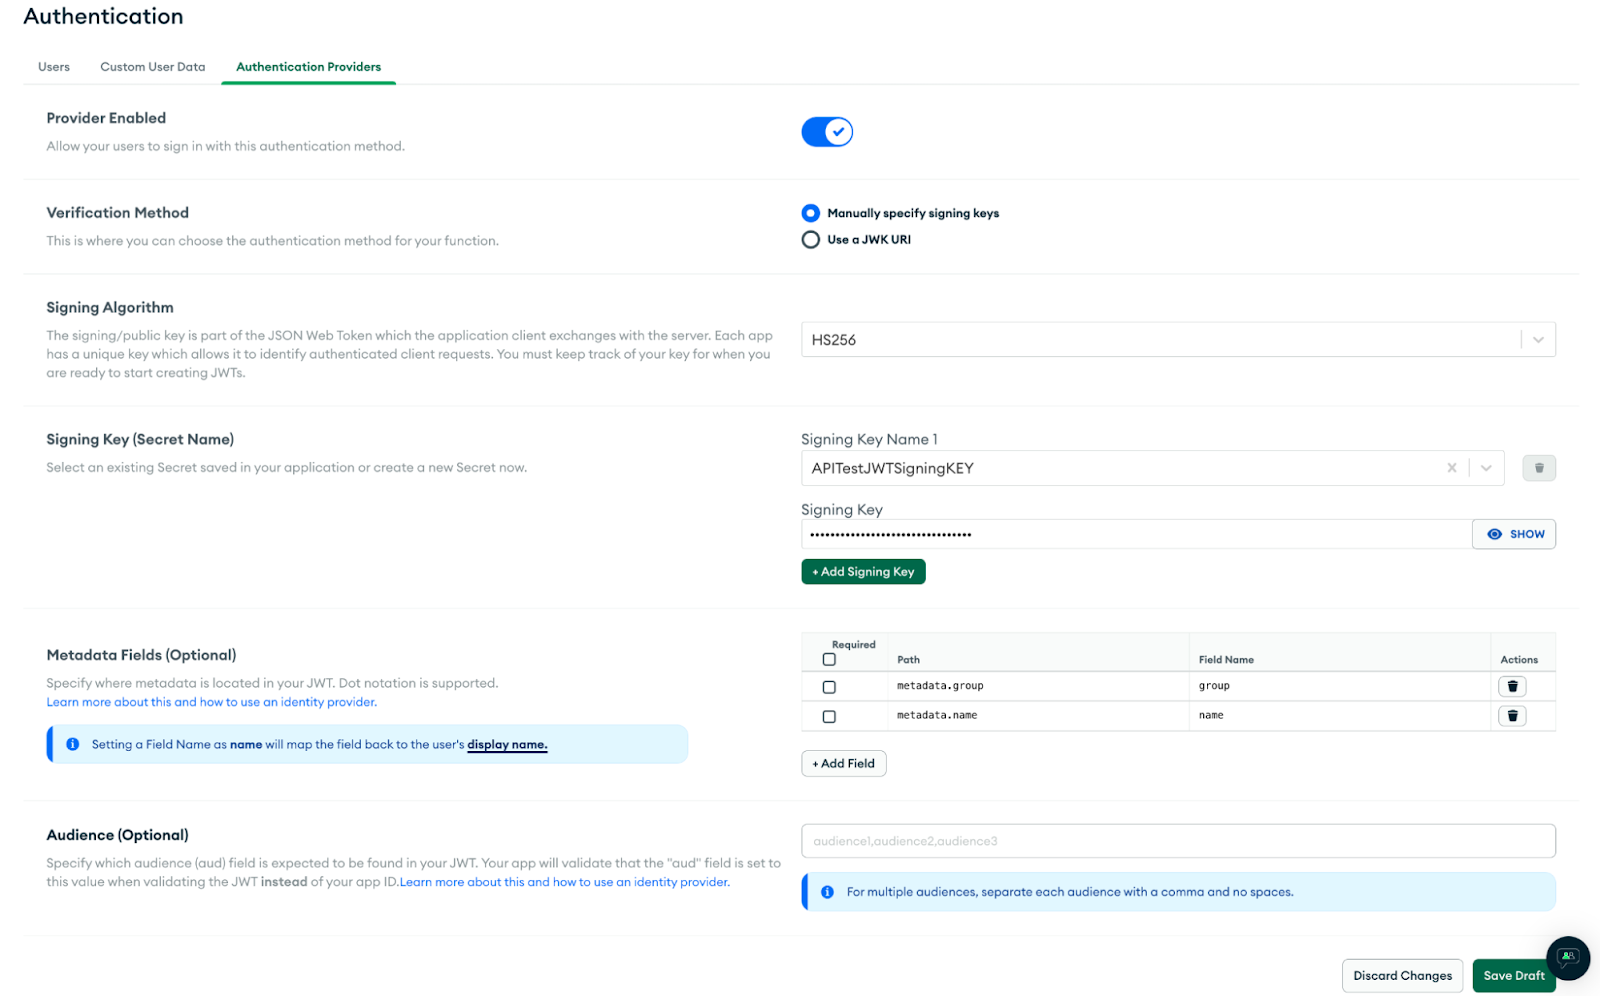 Authentication
Users
Custom User Data
Authentication Providers
Provider Enabled
Allow your users to sign in with this authentication method.
Verification Method
This is where you can choose the authentication method for your function.
Manually specify signing keys
Use a JWK URI
Signing Algorithm
The signing/public key is part of the JSON Web Token which the application client exchanges with the server. Each app
has a unique key which allows it to identify authenticated client requests. You must keep track of your key for when you
are ready to start creating JWTs.
HS256
Signing Key (Secret Name)
Select an existing Secret saved in your application or create a new Secret now.
Signing Key Name 1
APITestJWTSigningKEY
Signing Key
••••••••••••••••••••••••••••••••
SHOW
+ Add Signing Key
Metadata Fields (Optional)
Specify where metadata is located in your JWT. Dot notation is supported.
Learn more about this and how to use an identity provider.
Setting a Field Name as name will map the field back to the user's display name.
Required
Path
Field Name
Actions
metadata.group
group
metadata.name
name
+ Add Field
Audience (Optional)
Specify which audience (aud) field is expected to be found in your JWT. Your app will validate that the "aud" field is set to
this value when validating the JWT instead of your app ID.Learn more about this and how to use an identity provider.
audience1,audience2,audience3
For multiple audiences, separate each audience with a comma and no spaces.
Discard Changes
Save Draft